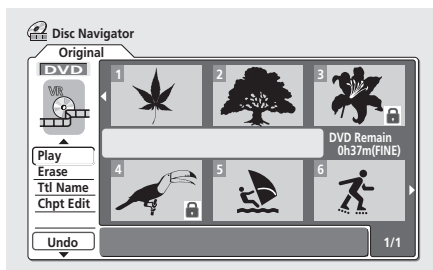 Disc Navigator
Original
DVD
VR
1
2
3
DVD Remain
0h37m(FINE)
Play
Erase
Ttl Name
Chpt Edit
4
5
6
Undo
1/1